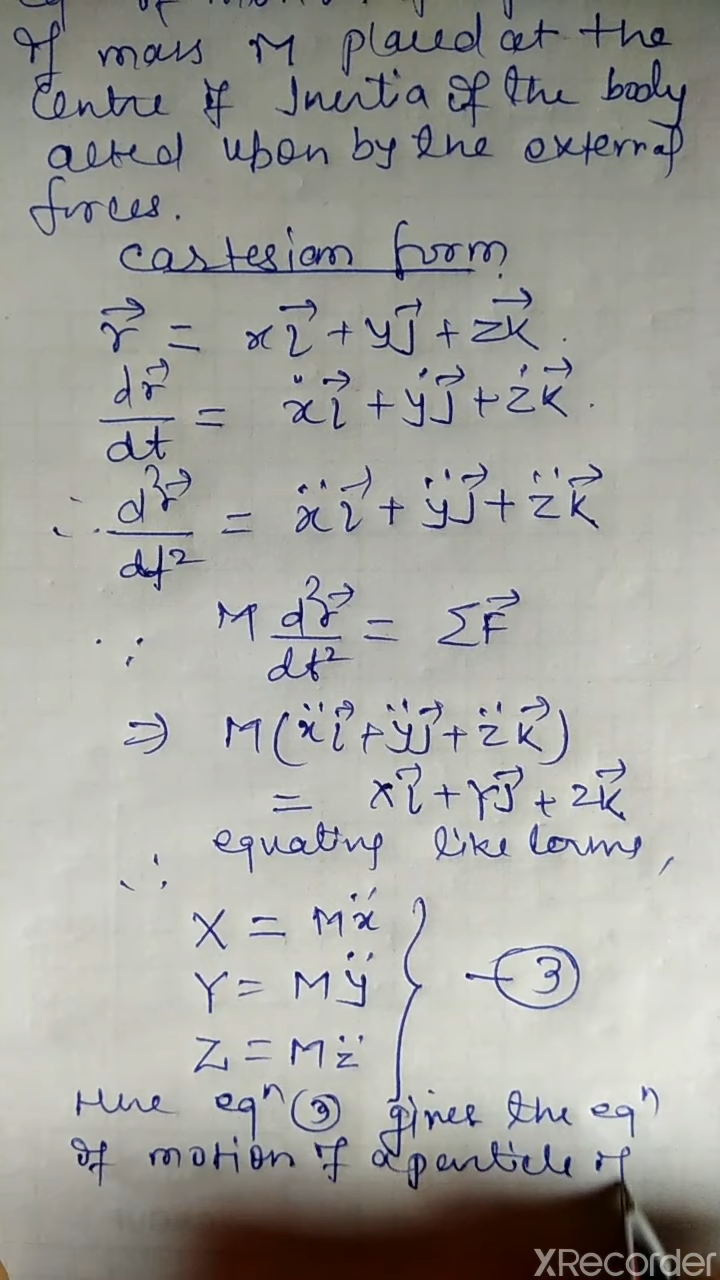 of mass M placed at the
Centre of Inertia of the body
acted upon by the external
forces.
Cartesian form
r⃗ = xi⃗ + yj⃗ + zk⃗.
dr⃗/dt = ẋi⃗ + ẏj⃗ + żk⃗.
∴ d²r⃗/dt² = ẍi⃗ + ÿj⃗ + z̈k⃗
∵ M d²r⃗/dt² = ΣF⃗
⇒ M(ẍi⃗ + ÿj⃗ + z̈k⃗)
= Xi⃗ + Yj⃗ + Zk⃗
∴ equating like terms,
X = Mẍ
Y = Mÿ } — ③
Z = Mz̈
Here eqⁿ ③ gives the eqⁿ
of motion of a particle of
XRecorder